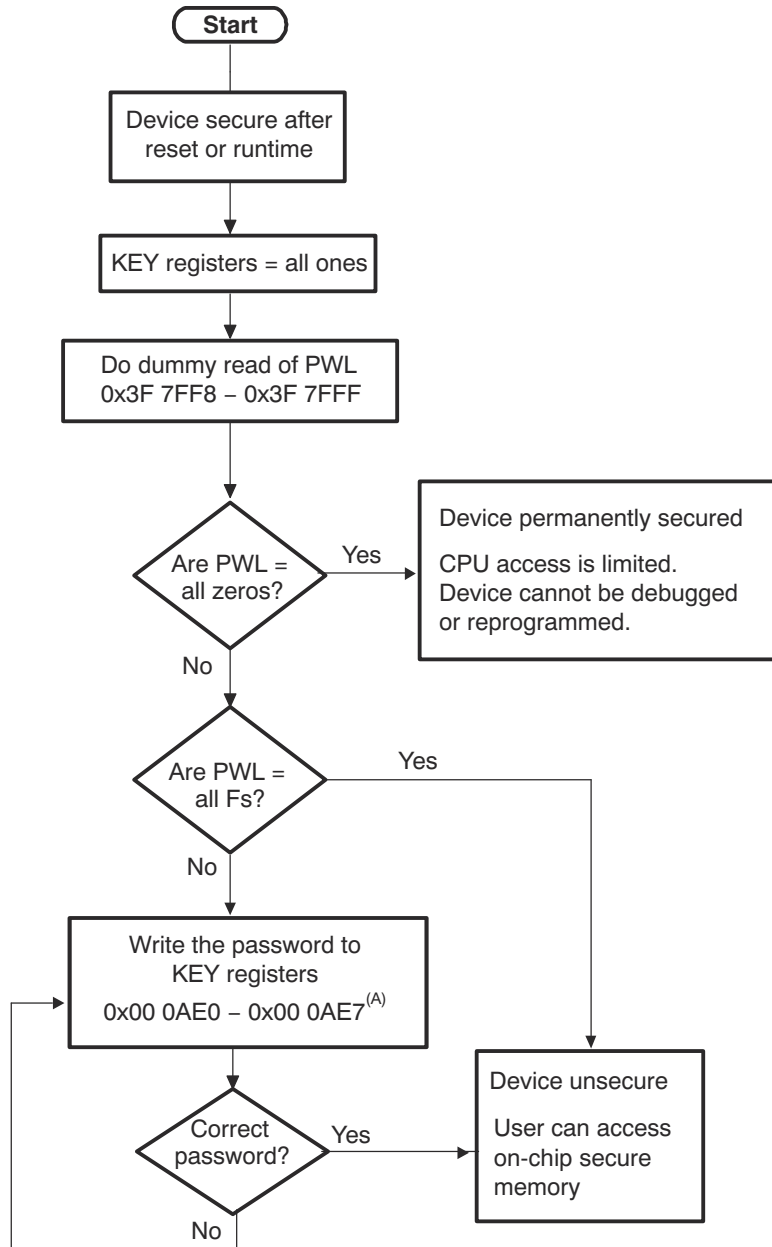 Start
Device secure after
reset or runtime
KEY registers = all ones
Do dummy read of PWL
0x3F 7FF8 – 0x3F 7FFF
Are PWL =
all zeros?
Yes
Device permanently secured
CPU access is limited.
Device cannot be debugged
or reprogrammed.
No
Are PWL =
all Fs?
Yes
No
Write the password to
KEY registers
0x00 0AE0 – 0x00 0AE7(A)
Correct
password?
Yes
Device unsecure
User can access
on-chip secure
memory
No